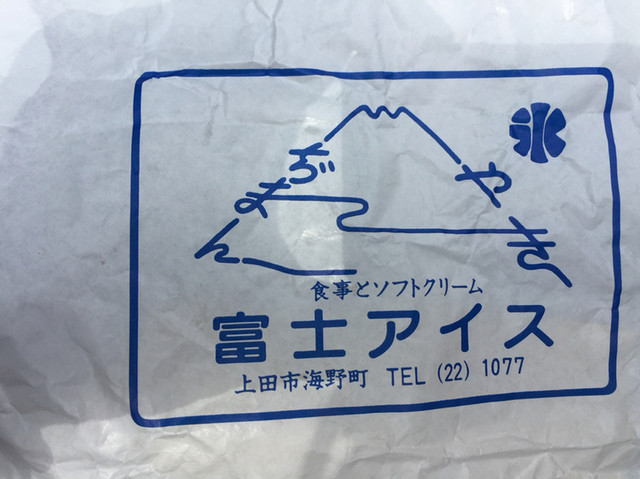 ぢまん
やき
氷
食事とソフトクリーム
富士アイス
上田市海野町 TEL (22) 1077